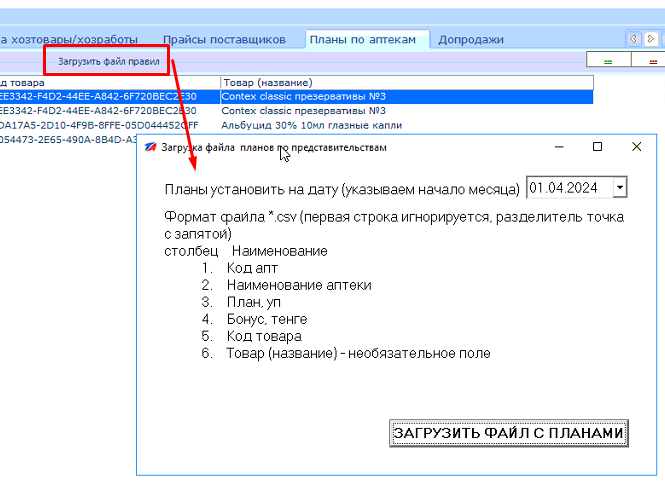 а хозтовары/хозработы Прайсы поставщиков Планы по аптекам Допродажи
Загрузить файл правил ... ...
д товара Товар (название)
EE3342-F4D2-44EE-A842-6F720BEC2E30 Contex classic презервативы №3
EE3342-F4D2-44EE-A842-6F720BEC2E30 Contex classic презервативы №3
DA17A5-2D10-4F9B-8FFE-05D044452CFF Альбуцид 30% 10мл глазные капли
054473-2E65-490A-8B4D-A3
Загрузка файла планов по представительствам
Планы установить на дату (указываем начало месяца) 01.04.2024
Формат файла *.csv (первая строка игнорируется, разделитель точка
с запятой)
столбец Наименование
1. Код апт
2. Наименование аптеки
3. План, уп
4. Бонус, тенге
5. Код товара
6. Товар (название) - необязательное поле
ЗАГРУЗИТЬ ФАЙЛ С ПЛАНАМИ